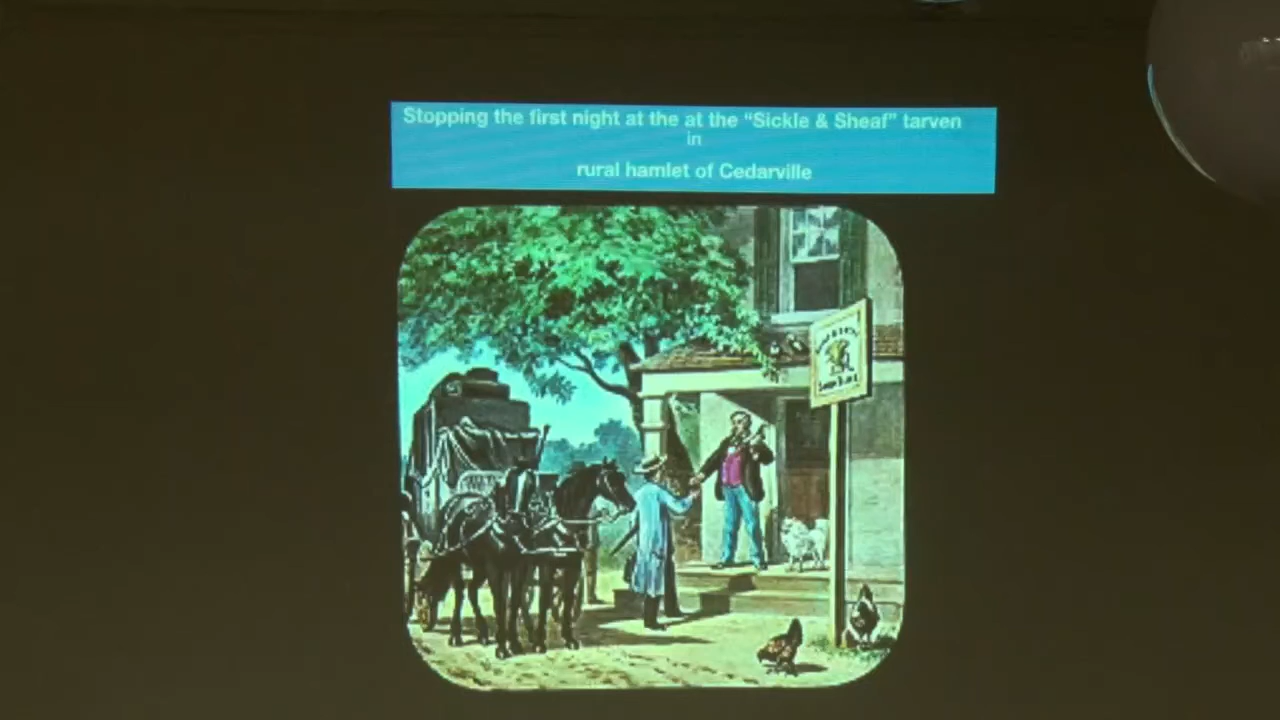 Stopping the first night at the at the “Sickle & Sheaf” tarven
in
rural hamlet of Cedarville